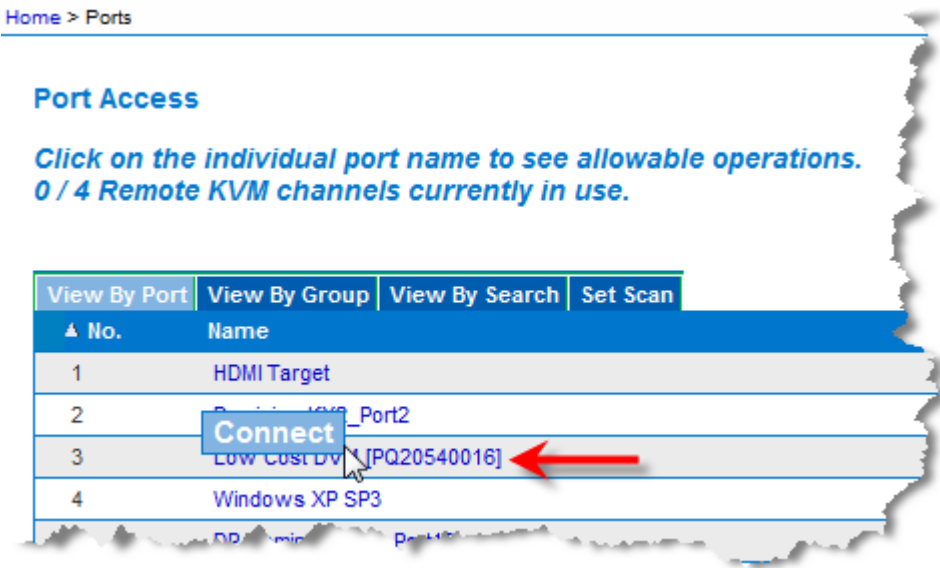 Home > Ports
Port Access
Click on the individual port name to see allowable operations.
0 / 4 Remote KVM channels currently in use.
View By Port View By Group View By Search Set Scan
No. Name
1 HDMI Target
2 _Port2
Connect
3 Low Cost [PQ20540016]
4 Windows XP SP3